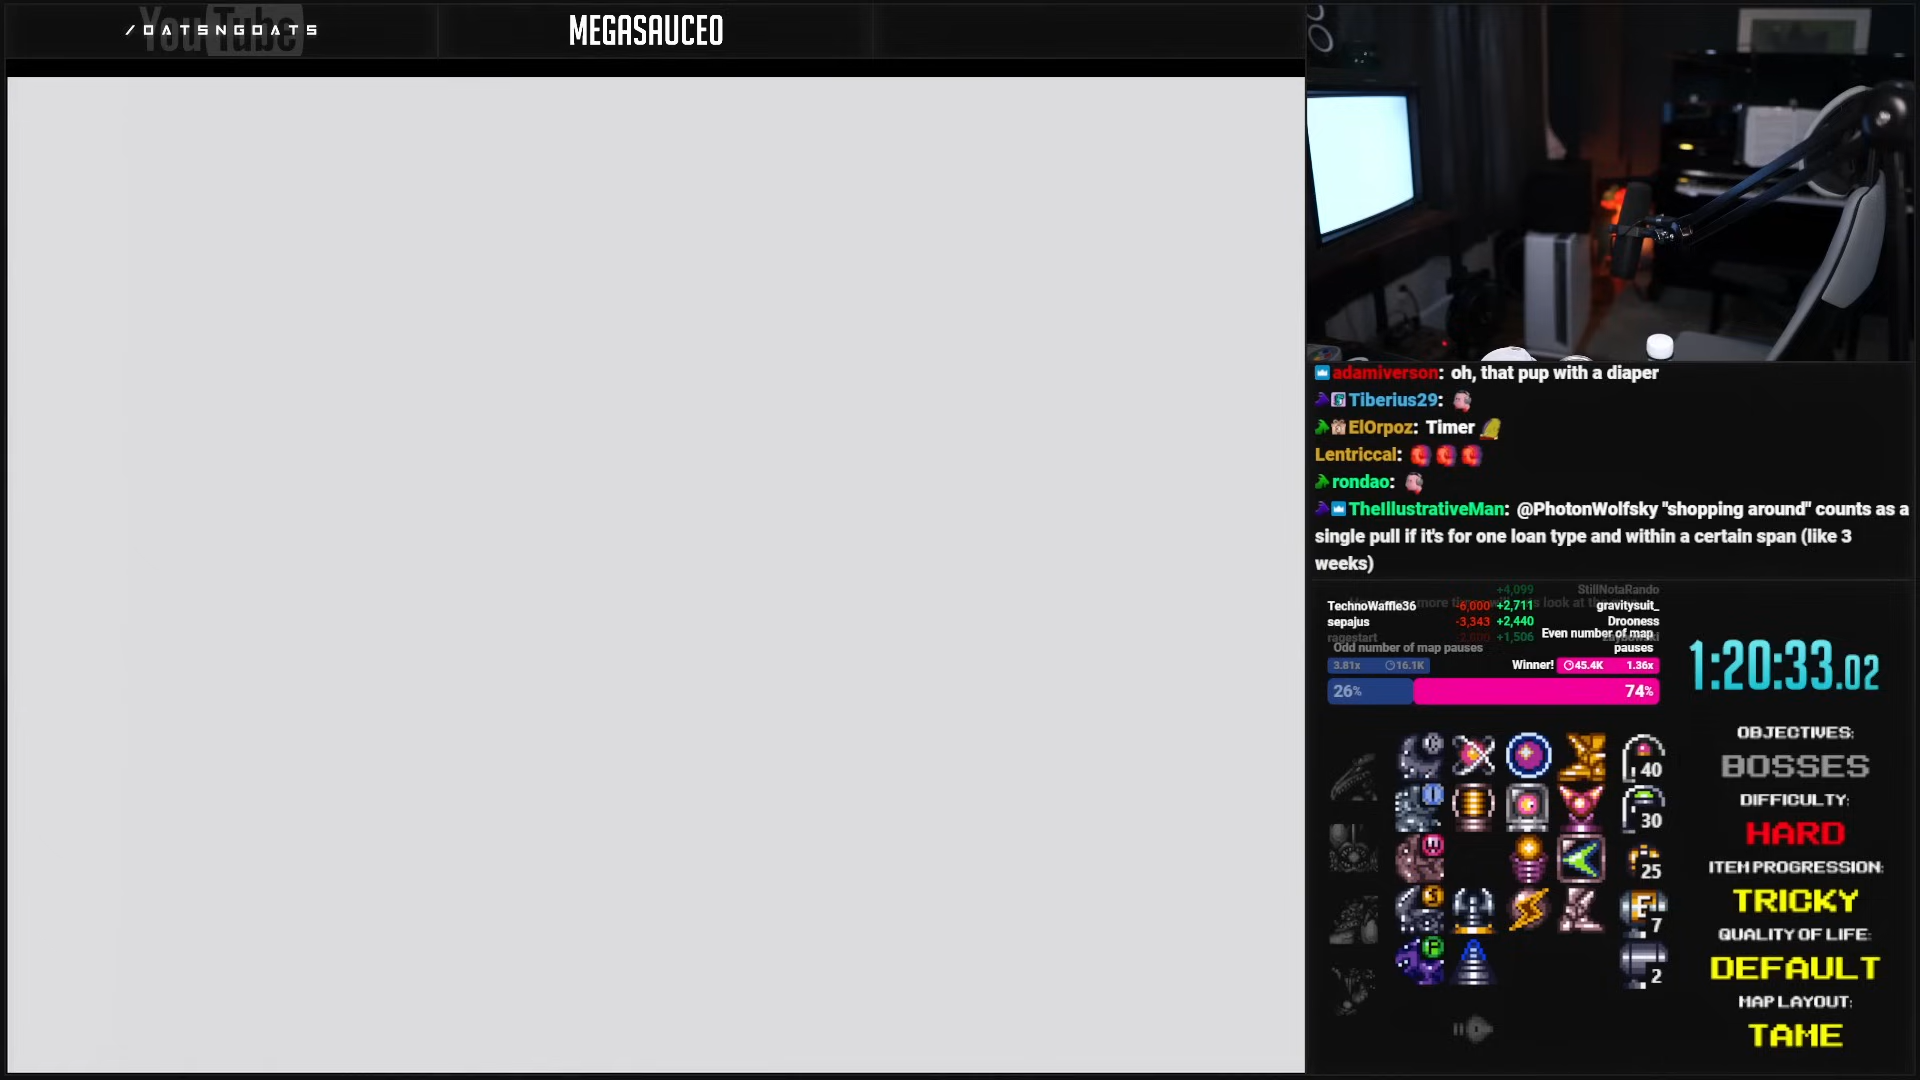 YouTube
/OATSNGOATS
MEGASAUCE0
adamiverson: oh, that pup with a diaper
Tiberius29:
ElOrpoz: Timer
Lentriccal:
rondao:
TheIllustrativeMan: @PhotonWolfsky "shopping around" counts as a
single pull if it's for one loan type and within a certain span (like 3
weeks)
+4,099 StillNotaRando
TechnoWaffle36 -6,000 +2,711 gravitysuit_
sepajus -3,343 +2,440 Drooness
ragestart +1,506
Odd number of map pauses
Even number of map
pauses
3.81x 16.1K
Winner! 45.4K 1.36x
26%
74%
1:20:33.02
40
30
25
7
2
OBJECTIVES:
BOSSES
DIFFICULTY:
HARD
ITEM PROGRESSION:
TRICKY
QUALITY OF LIFE:
DEFAULT
MAP LAYOUT:
TAME